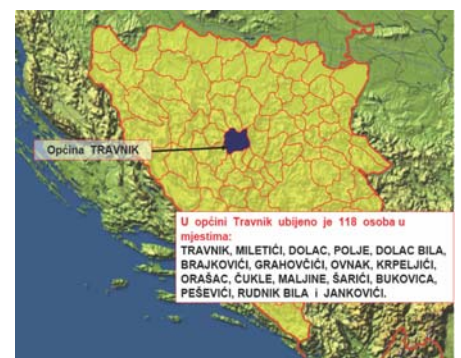 Općina TRAVNIK
U općini Travnik ubijeno je 118 osoba u
mjestima:
TRAVNIK, MILETIĆI, DOLAC, POLJE, DOLAC BILA,
BRAJKOVIĆI, GRAHOVČIĆI, OVNAK, KRPELJIĆI,
ORAŠAC, ČUKLE, MALJINE, ŠARIĆI, BUKOVICA,
PEŠEVIĆI, RUDNIK BILA i JANKOVIĆI.